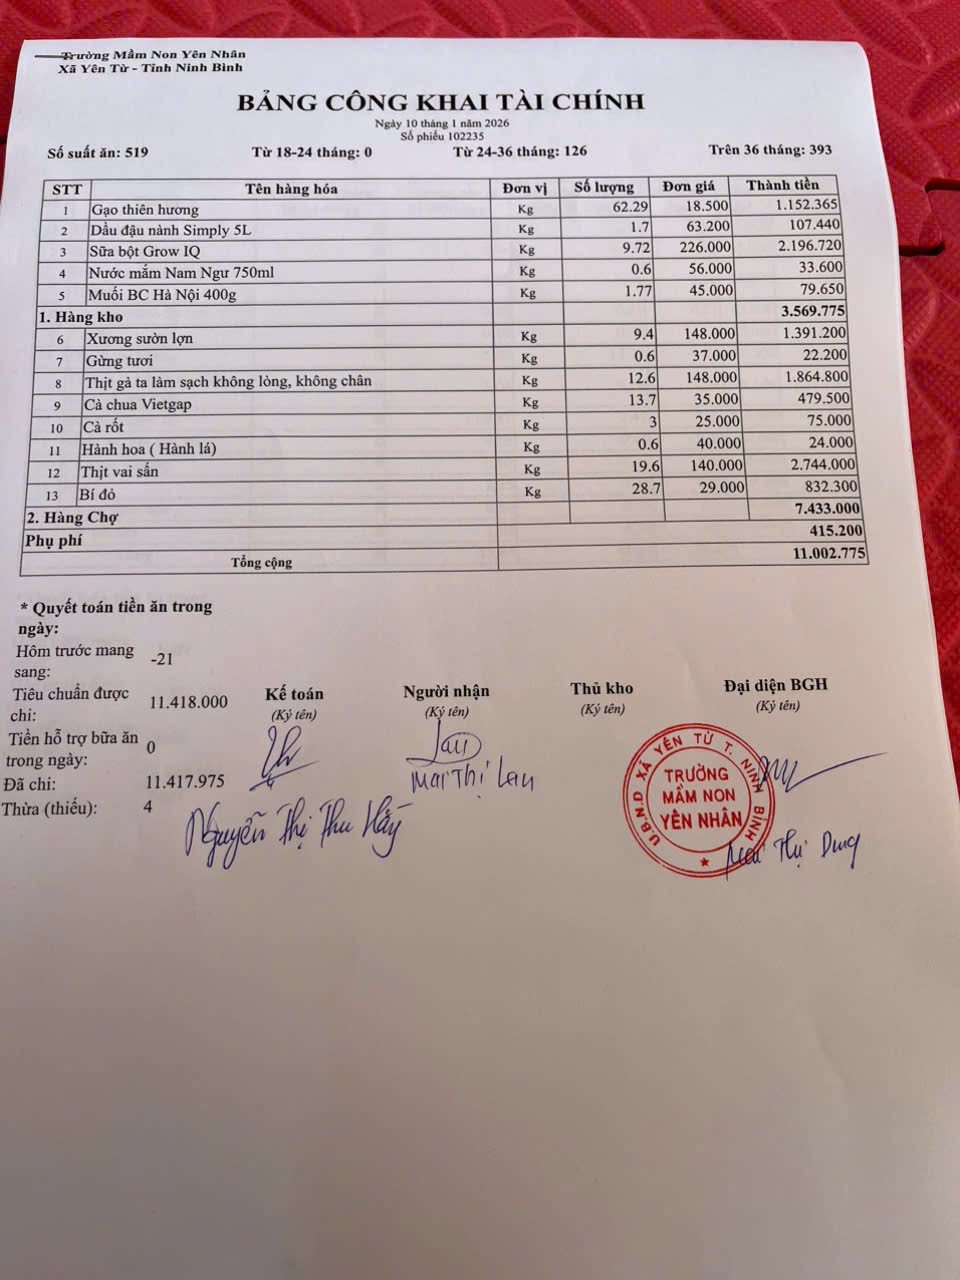 Trường Mầm Non Yên Nhân
Xã Yên Từ - Tỉnh Ninh Bình
BẢNG CÔNG KHAI TÀI CHÍNH
Ngày 10 tháng 1 năm 2026
Số phiếu 102235
Số suất ăn: 519 Từ 18-24 tháng: 0 Từ 24-36 tháng: 126 Trên 36 tháng: 393
STT Tên hàng hóa Đơn vị Số lượng Đơn giá Thành tiền
1 Gạo thiên hương Kg 62.29 18.500 1.152.365
2 Dầu đậu nành Simply 5L Kg 1.7 63.200 107.440
3 Sữa bột Grow IQ Kg 9.72 226.000 2.196.720
4 Nước mắm Nam Ngư 750ml Kg 0.6 56.000 33.600
5 Muối BC Hà Nội 400g Kg 1.77 45.000 79.650
1. Hàng kho 3.569.775
6 Xương sườn lợn Kg 9.4 148.000 1.391.200
7 Gừng tươi Kg 0.6 37.000 22.200
8 Thịt gà ta làm sạch không lòng, không chân Kg 12.6 148.000 1.864.800
9 Cà chua Vietgap Kg 13.7 35.000 479.500
10 Cà rốt Kg 3 25.000 75.000
11 Hành hoa ( Hành lá) Kg 0.6 40.000 24.000
12 Thịt vai sấn Kg 19.6 140.000 2.744.000
13 Bí đỏ Kg 28.7 29.000 832.300
2. Hàng Chợ 7.433.000
Phụ phí 415.200
Tổng cộng 11.002.775
* Quyết toán tiền ăn trong
ngày:
Hôm trước mang
sang: -21
Tiêu chuẩn được
chi: 11.418.000
Tiền hỗ trợ bữa ăn
trong ngày: 0
Đã chi: 11.417.975
Thừa (thiếu): 4
Kế toán Người nhận Thủ kho Đại diện BGH
(Ký tên) (Ký tên) (Ký tên) (Ký tên)
Mai Thị Lan
Nguyễn Thị Thu Hằng
U.B.N.D XÃ YÊN TỪ T. NINH BÌNH
TRƯỜNG
MẦM NON
YÊN NHÂN
Mai Thị Dung